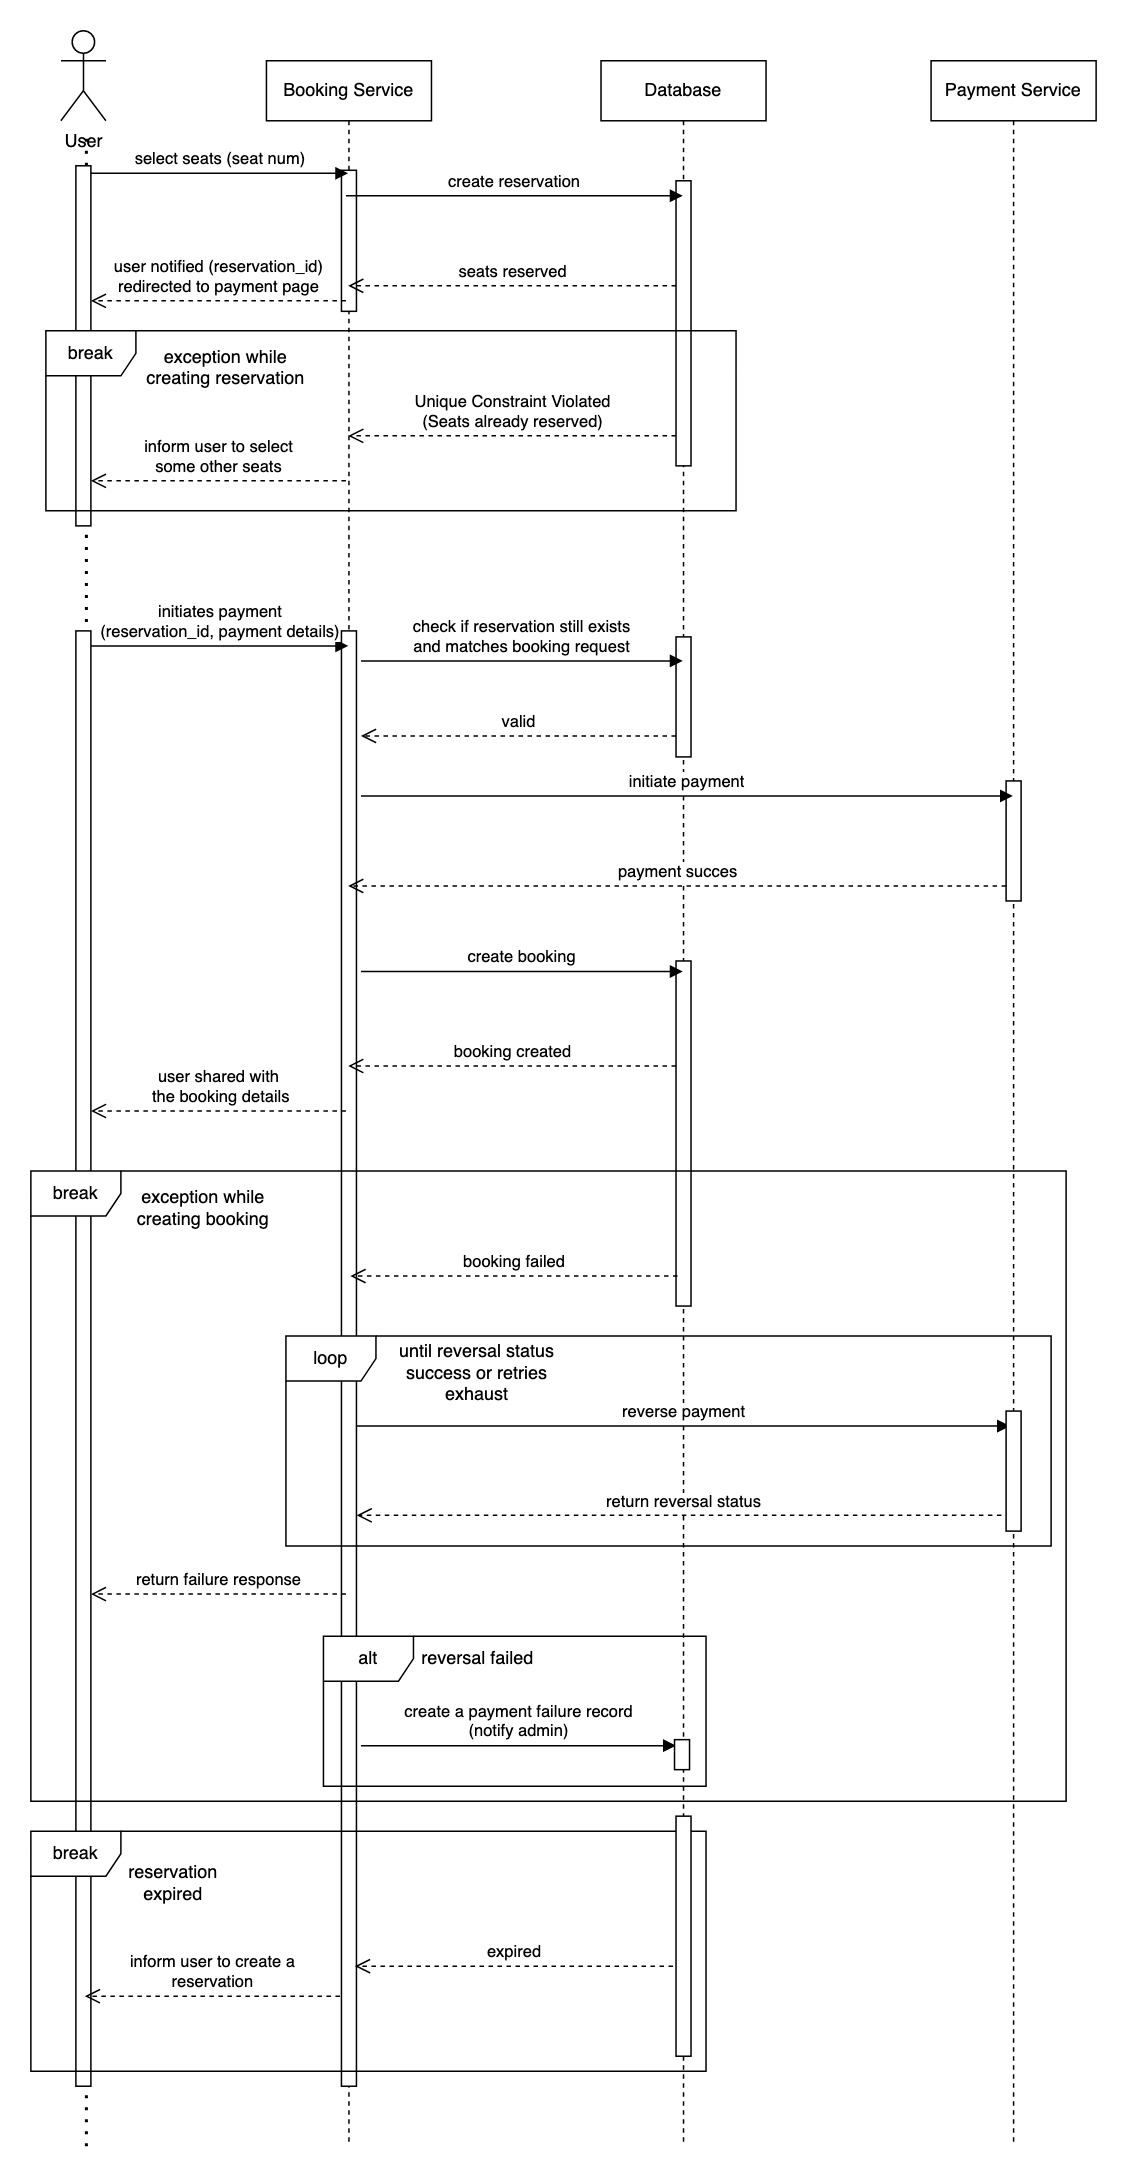 User
Booking Service
Database
Payment Service
select seats (seat num)
create reservation
user notified (reservation_id)
redirected to payment page
seats reserved
break
exception while
creating reservation
Unique Constraint Violated
(Seats already reserved)
inform user to select
some other seats
initiates payment
(reservation_id, payment details)
check if reservation still exists
and matches booking request
valid
initiate payment
payment succes
create booking
booking created
user shared with
the booking details
break
exception while
creating booking
booking failed
loop
until reversal status
success or retries
exhaust
reverse payment
return reversal status
return failure response
alt
reversal failed
create a payment failure record
(notify admin)
break
reservation
expired
expired
inform user to create a
reservation